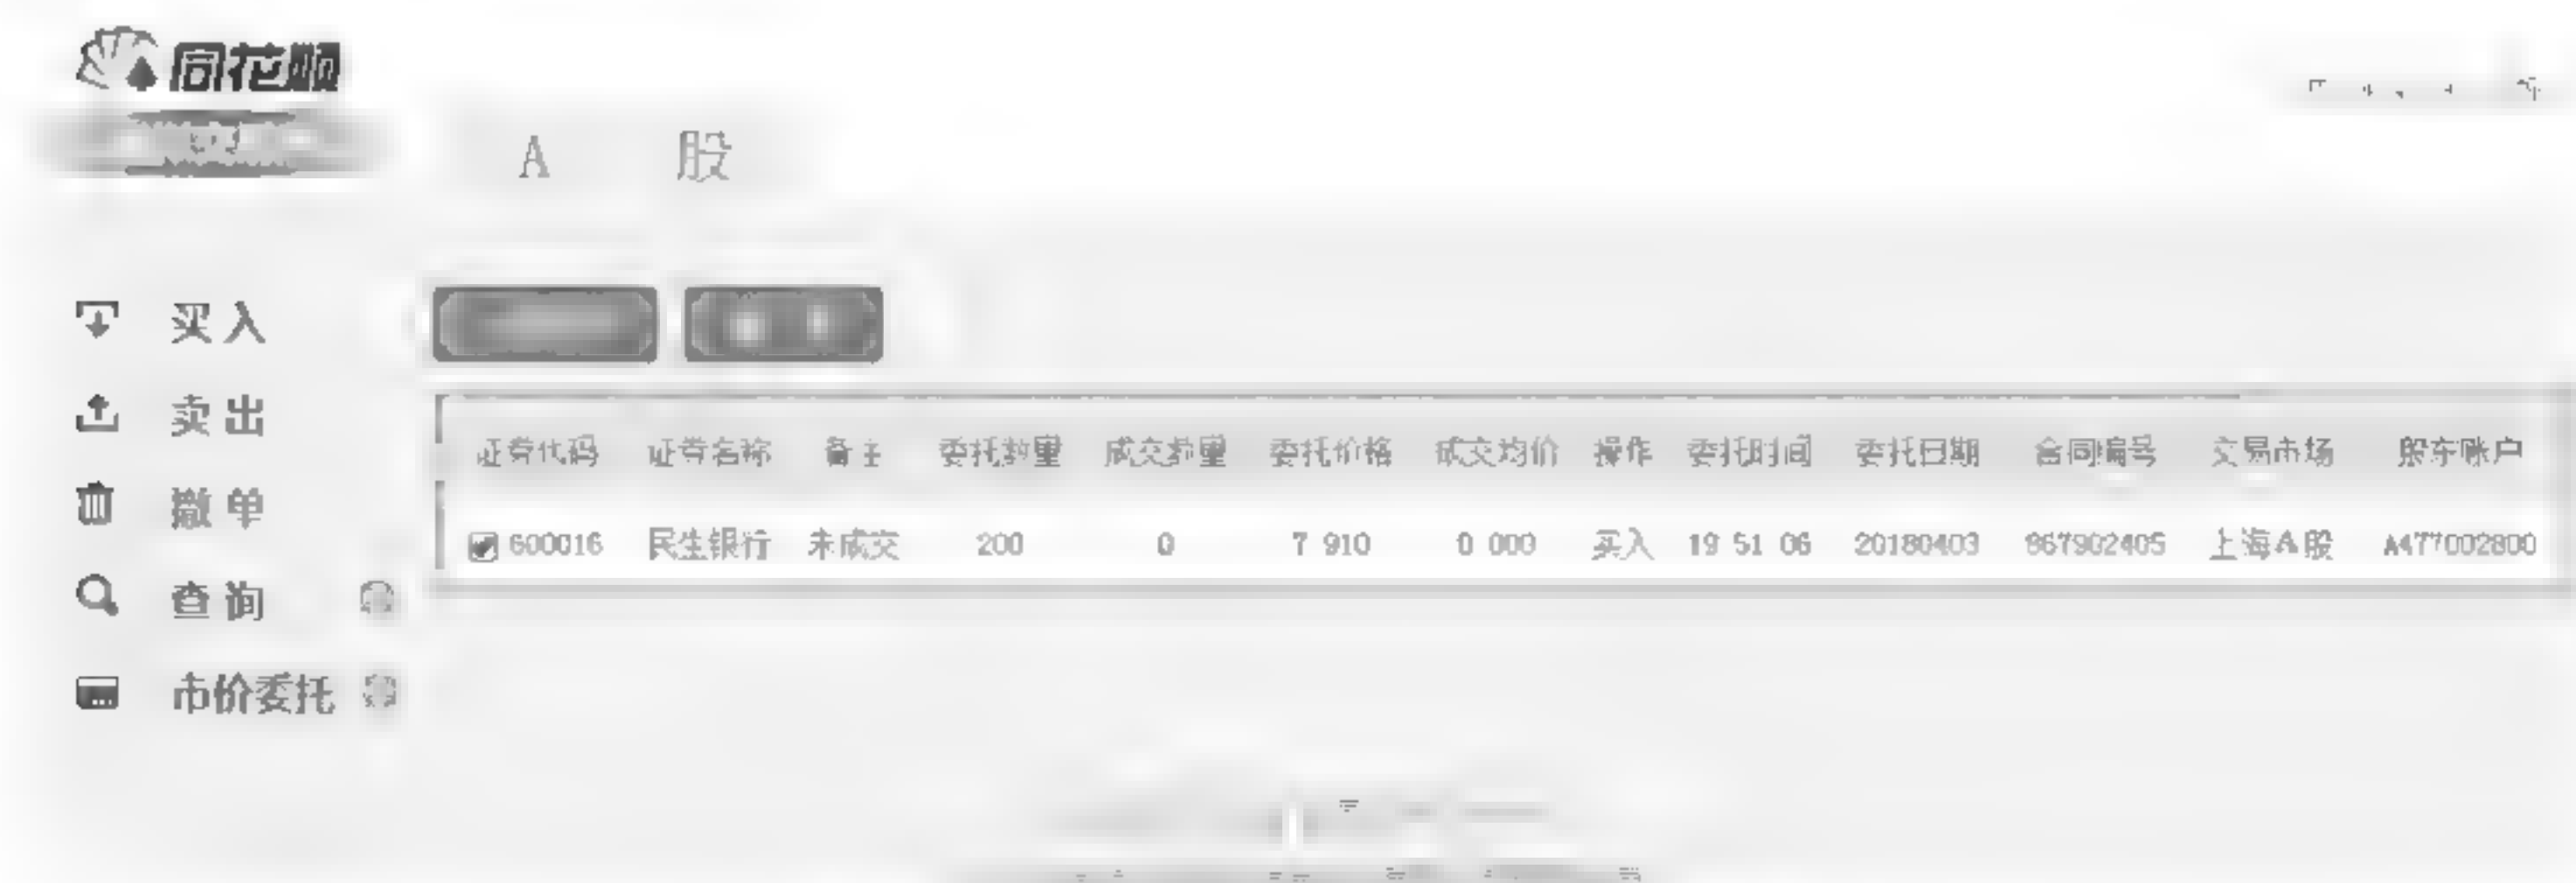 同花顺
A 股
买入
卖出
撤单
查询
市价委托
证券代码 证券名称 备注 委托数量 成交数量 委托价格 成交均价 操作 委托时间 委托日期 合同编号 交易市场 股东账户
600016 民生银行 未成交 200 0 7 910 0 000 买入 19 51 06 20180403 967902405 上海A股 A477002800